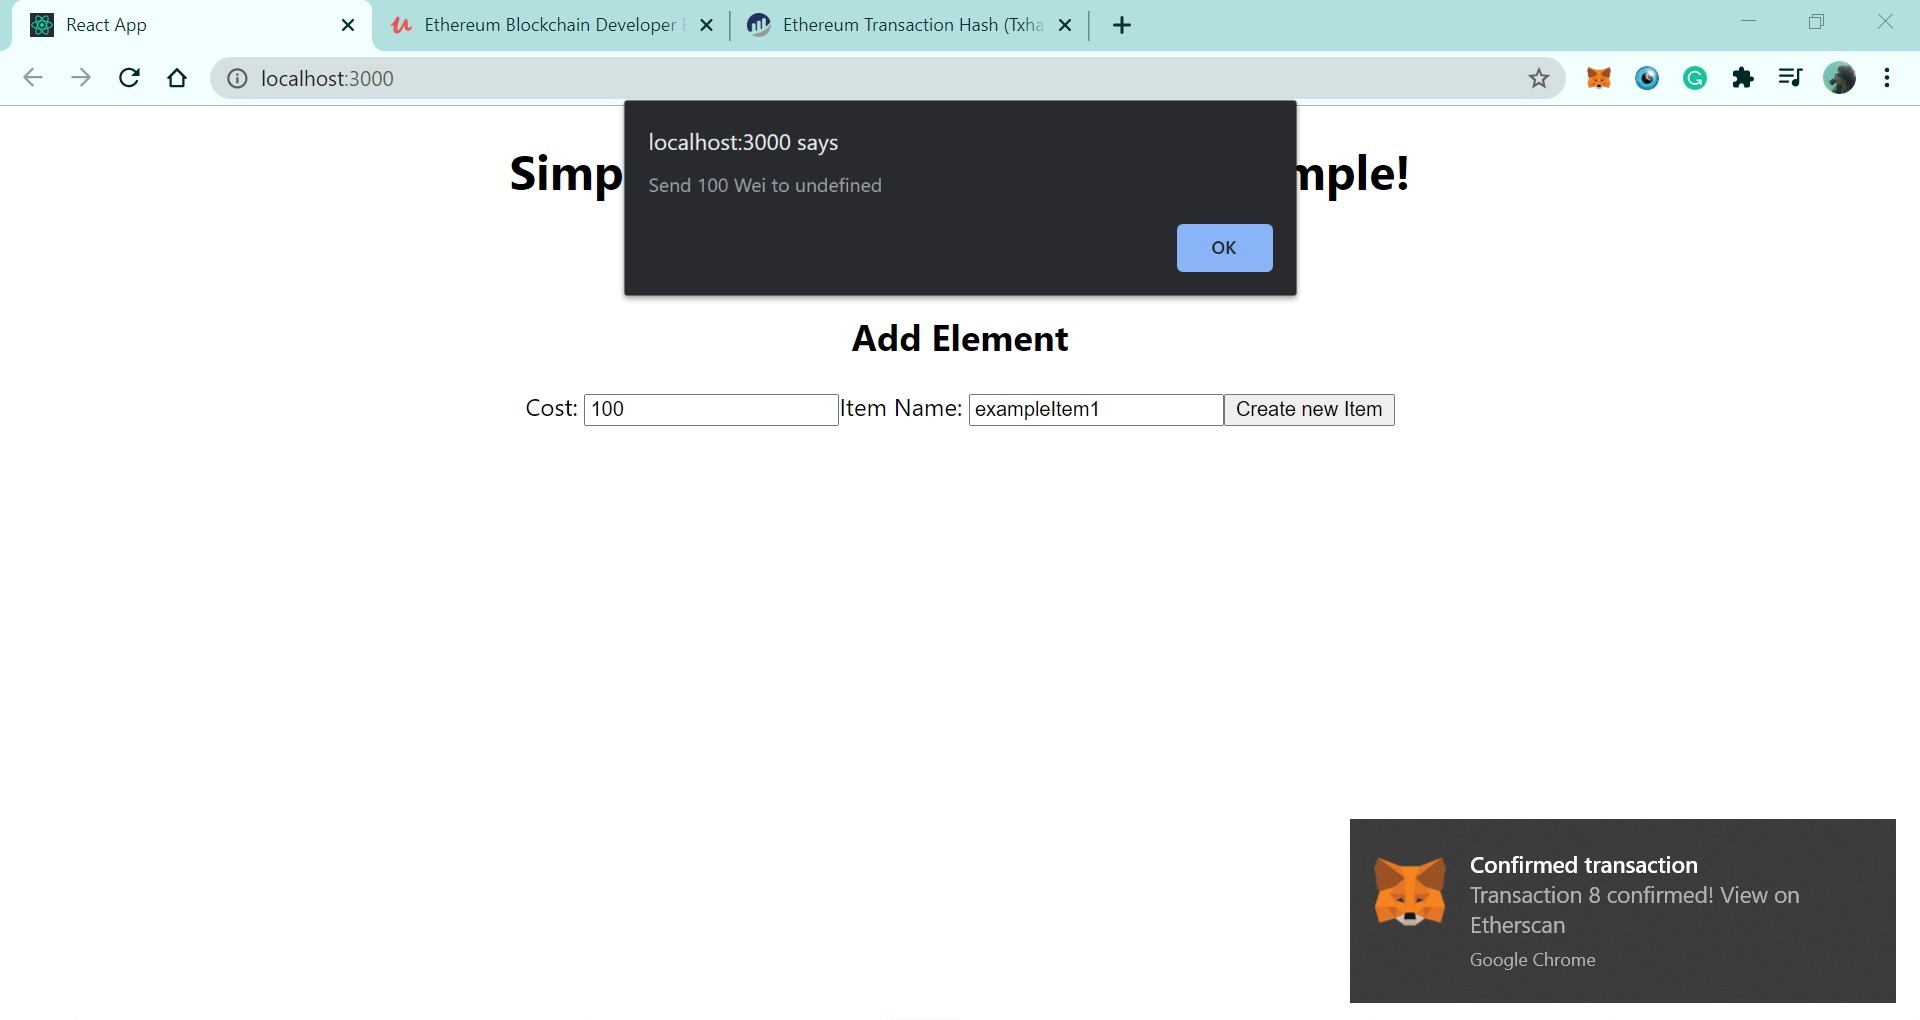 React App
Ethereum Blockchain Developer
Ethereum Transaction Hash (Txha
localhost:3000
localhost:3000 says
Send 100 Wei to undefined
OK
Simp mple!
Add Element
Cost: 100 Item Name: exampleItem1 Create new Item
Confirmed transaction
Transaction 8 confirmed! View on
Etherscan
Google Chrome